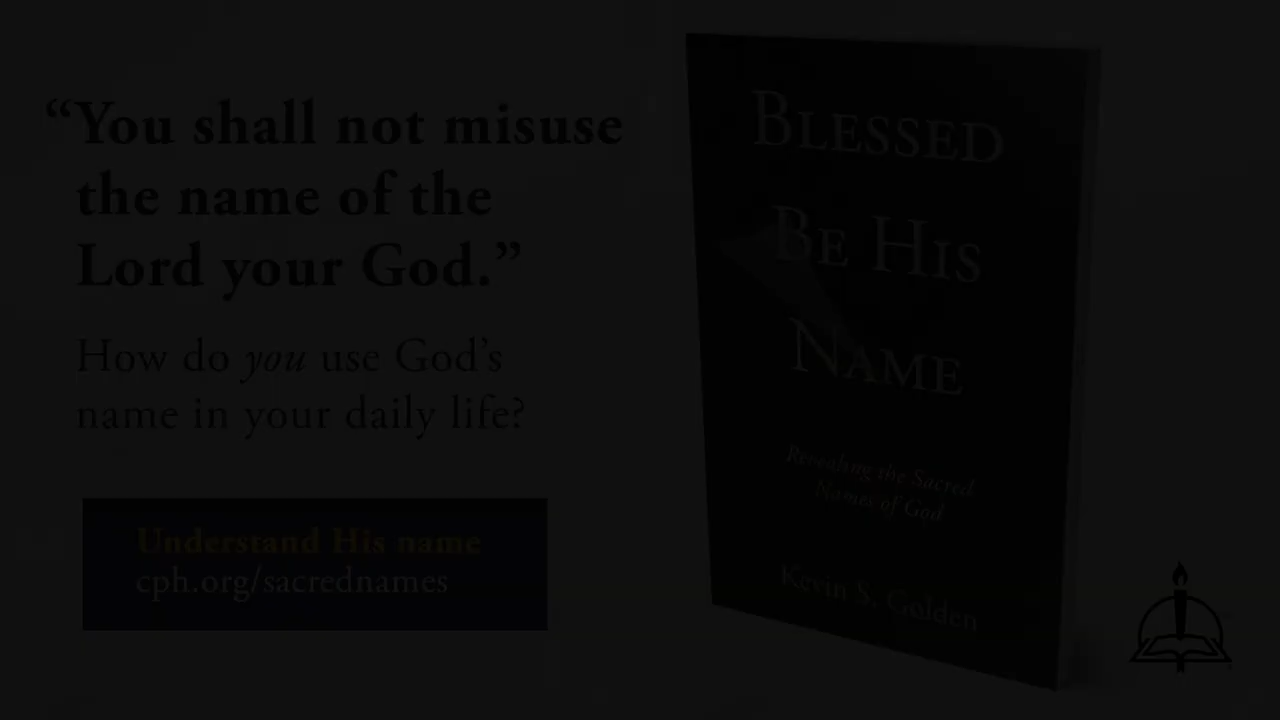 “You shall not misuse
the name of the
Lord your God.”
How do you use God’s
name in your daily life?
Understand His name
cph.org/sacrednames
BLESSED
BE HIS
NAME
Revealing the Sacred
Names of God
Kevin S. Golden